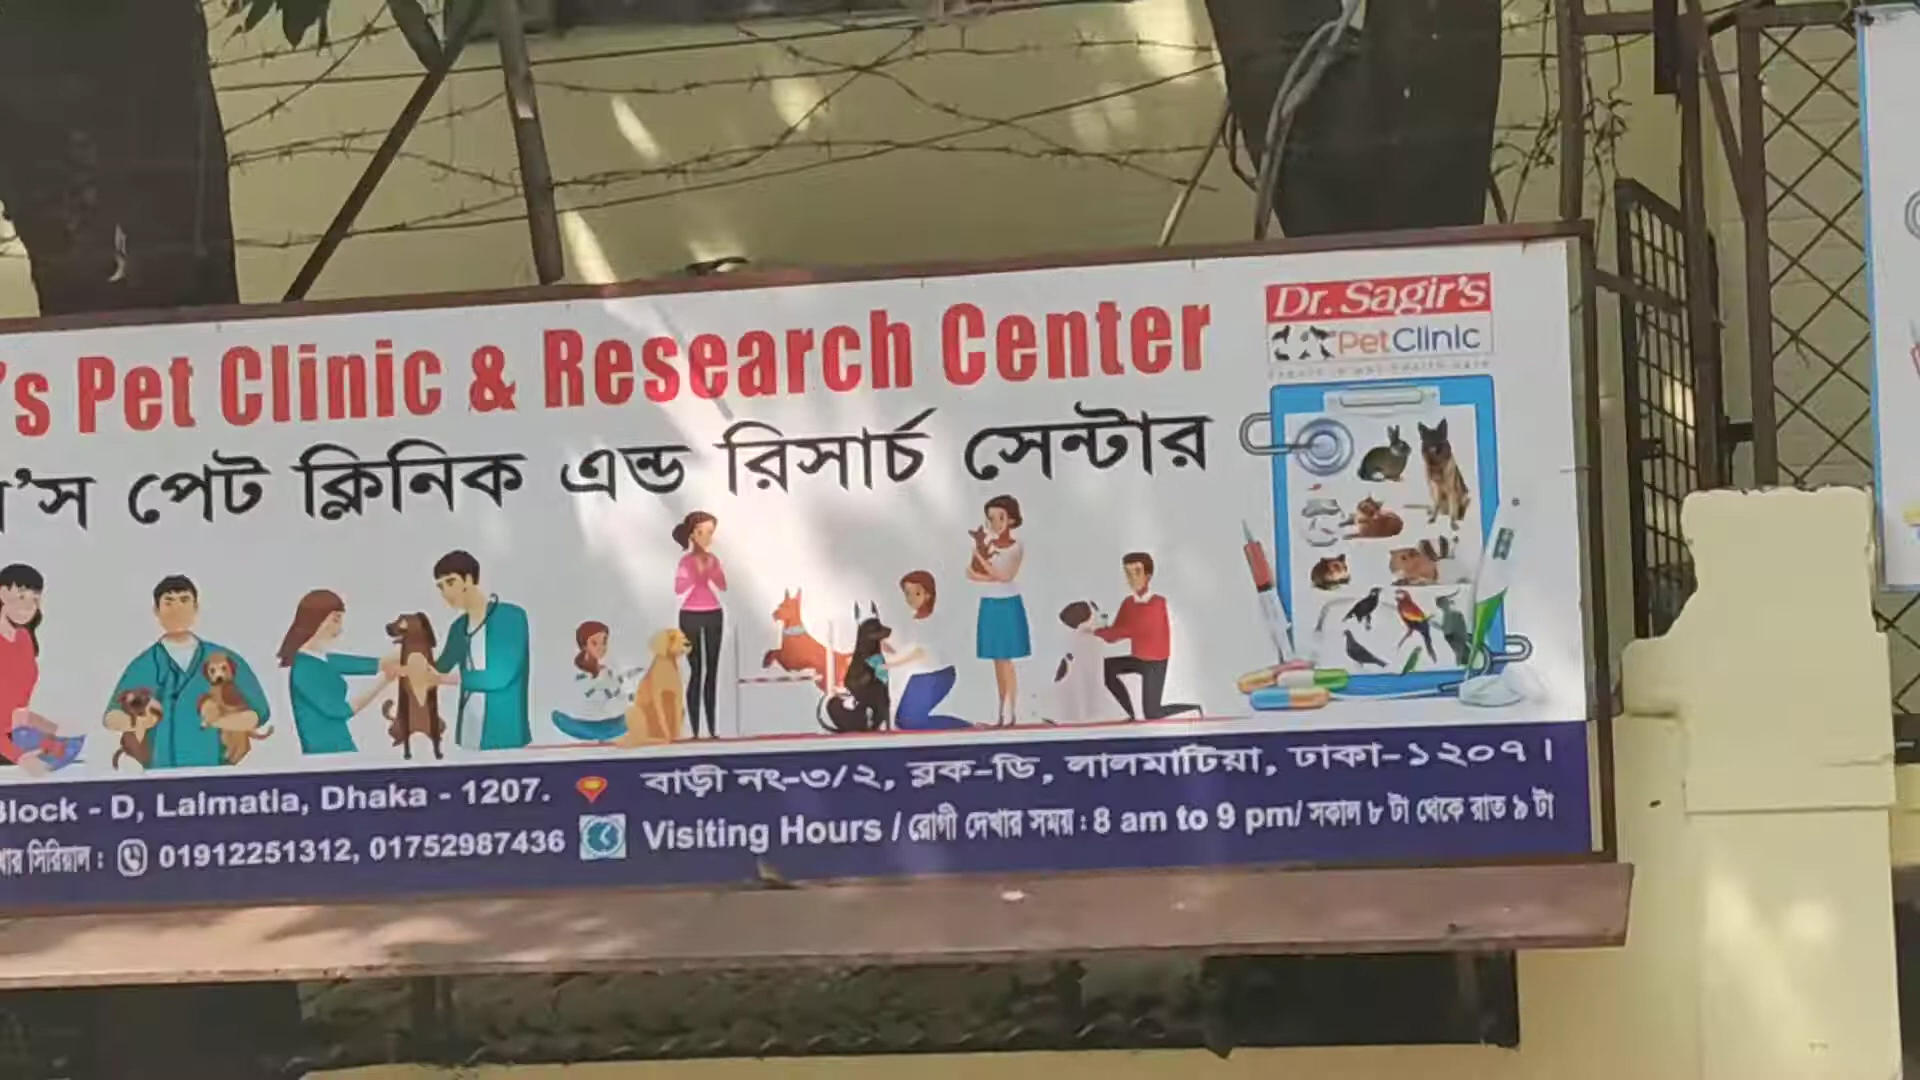 's Pet Clinic & Research Center
'স পেট ক্লিনিক এন্ড রিসার্চ সেন্টার
Dr. Sagir's
PetClinic
Block - D, Lalmatia, Dhaka - 1207. বাড়ী নং-৩/২, ব্লক-ডি, লালমাটিয়া, ঢাকা-১২০৭।
সিরিয়াল : 01912251312, 01752987436 Visiting Hours / রোগী দেখার সময় : 8 am to 9 pm/ সকাল ৮ টা থেকে রাত ৯ টা